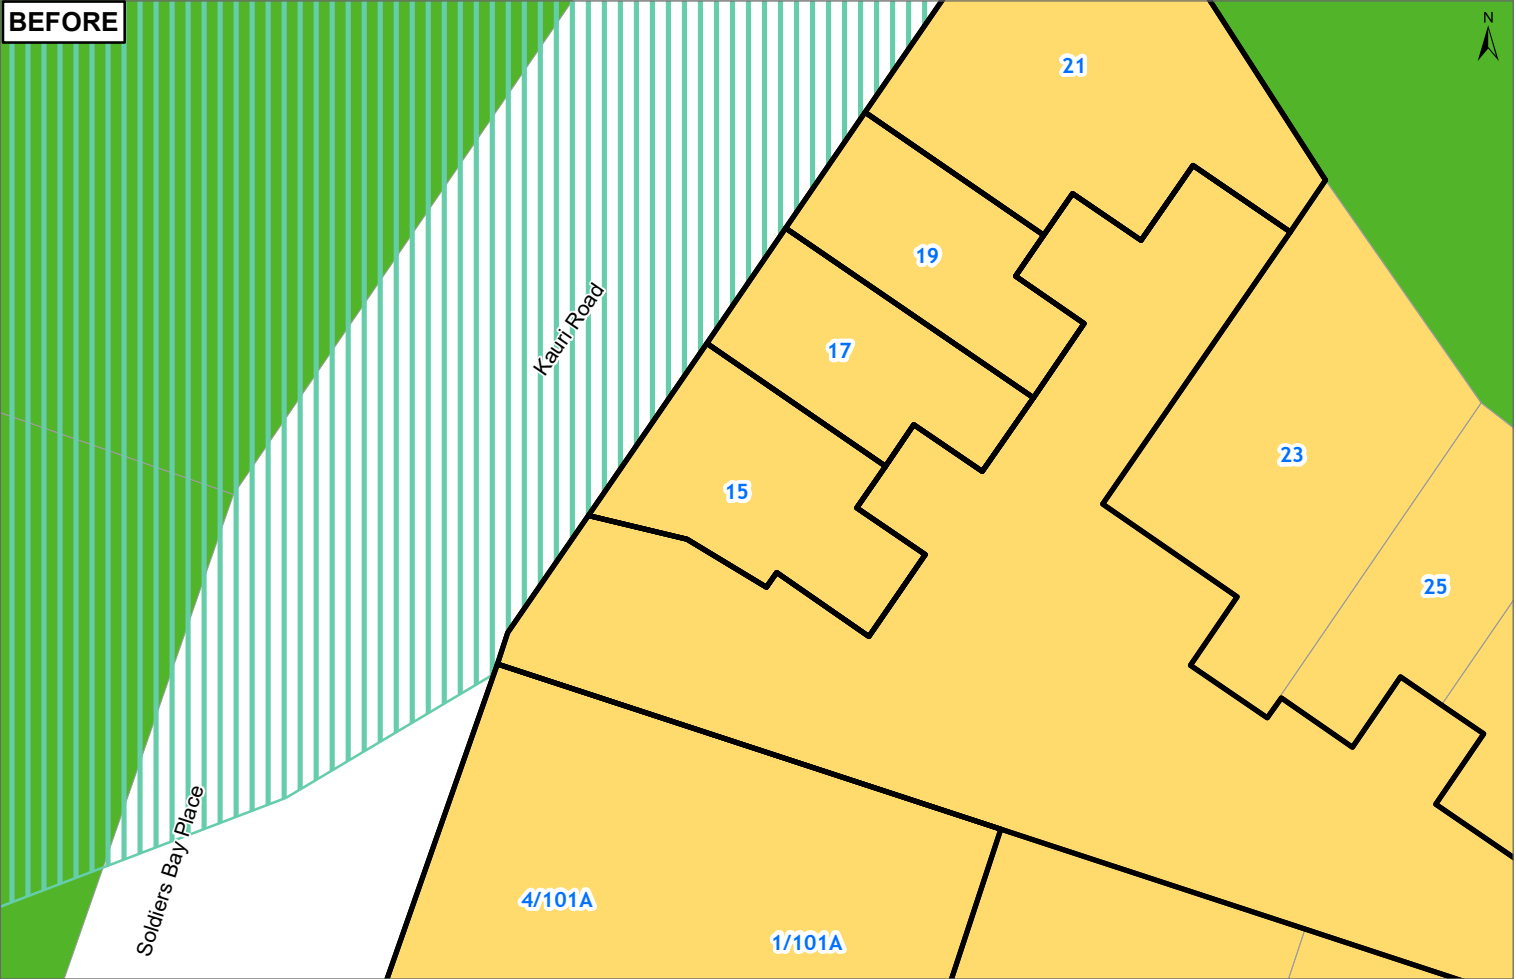 BEFORE
N
21
19
Kauri Road
17
23
15
25
Soldiers Bay Place
4/101A
1/101A